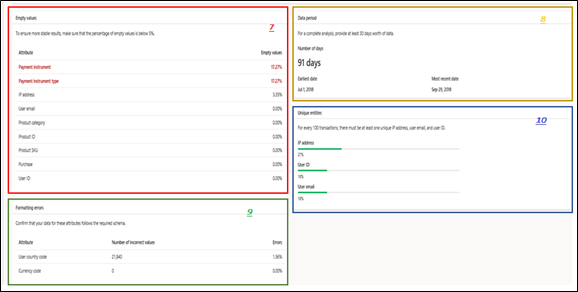 Empty values
7
To ensure more stable results, make sure that the percentage of empty values is below 5%.
Attribute Empty values
Payment instrument 17.27%
Payment instrument type 17.27%
IP address 3.35%
User email 0.00%
Product category 0.00%
Product ID 0.00%
Product SKU 0.00%
Purchase 0.00%
User ID 0.00%
Formatting errors
9
Confirm that your data for these attributes follows the required schema.
Attribute Number of incorrect values Errors
User country code 21,840 1.56%
Currency code 0 0.00%
Data period
8
For a complete analysis, provide at least 30 days worth of data.
Number of days
91 days
Earliest date Most recent date
Jul 1, 2018 Sep 29, 2018
Unique entities
10
For every 100 transactions, there must be at least one unique IP address, user email, and user ID.
IP address
27%
User ID
18%
User email
18%